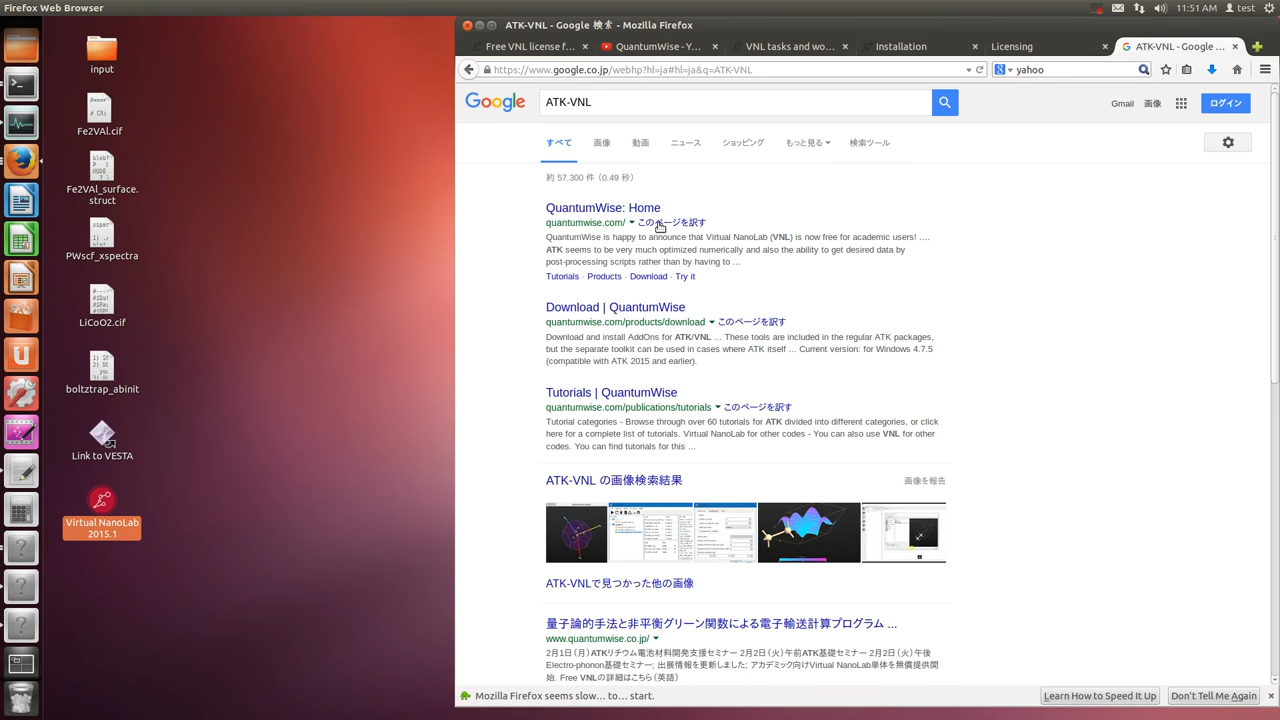 Firefox Web Browser
11:51 AM
test
input
Fe2VAl.cif
Fe2VAl_surface.
struct
PWscf_xspectra
LiCoO2.cif
boltztrap_abinit
Link to VESTA
Virtual NanoLab
2015.1
ATK-VNL - Google 検索 - Mozilla Firefox
Free VNL license f...
QuantumWise - Y...
VNL tasks and wo...
Installation
Licensing
ATK-VNL - Google ...
https://www.google.co.jp/webhp?hl=ja#hl=ja&q=ATK-VNL
yahoo
Google
ATK-VNL
Gmail 画像
ログイン
すべて 画像 動画 ニュース ショッピング もっと見る 検索ツール
約 57,300 件 (0.49 秒)
QuantumWise: Home
quantumwise.com/ このページを訳す
QuantumWise is happy to announce that Virtual NanoLab (VNL) is now free for academic users! ....
ATK seems to be very much optimized numerically and also the ability to get desired data by
post-processing scripts rather than by having to ...
Tutorials · Products · Download · Try it
Download | QuantumWise
quantumwise.com/products/download このページを訳す
Download and install AddOns for ATK/VNL ... These tools are included in the regular ATK packages,
but the separate toolkit can be used in cases where ATK itself ... Current version: for Windows 4.7.5
(compatible with ATK 2015 and earlier).
Tutorials | QuantumWise
quantumwise.com/publications/tutorials このページを訳す
Tutorial categories - Browse through over 60 tutorials for ATK divided into different categories, or click
here for a complete list of tutorials. Virtual NanoLab for other codes - You can also use VNL for other
codes. You can find tutorials for this ...
ATK-VNL の画像検索結果
画像を報告
ATK-VNLで見つかった他の画像
量子論的手法と非平衡グリーン関数による電子輸送計算プログラム ...
www.quantumwise.co.jp/
2月1日(月)ATKリチウム電池材料開発支援セミナー 2月2日(火)午前ATK基礎セミナー 2月2日(火)午後
Electro-phonon基礎セミナー; 出展情報を更新しました; アカデミック向けVirtual NanoLab単体を無償提供開
始. Free VNLの詳細はこちら(英語)
Mozilla Firefox seems slow... to... start.
Learn How to Speed It Up
Don't Tell Me Again